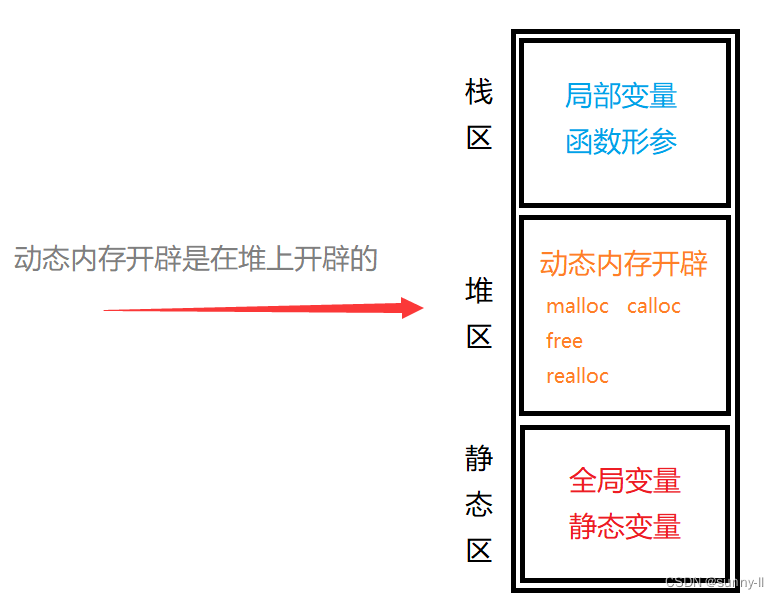 栈区
局部变量
函数形参
动态内存开辟是在堆上开辟的
堆区
动态内存开辟
malloc calloc
free
realloc
静态区
全局变量
静态变量
CSDN @sunny-ll